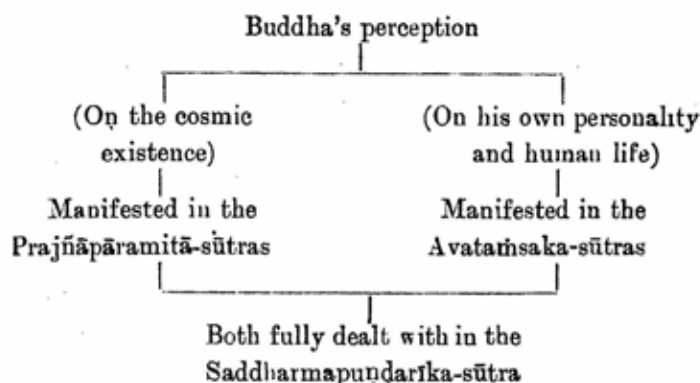 Buddha's perception
(On the cosmic
existence)
(On his own personality
and human life)
Manifested in the
Prajñāpāramitā-sūtras
Manifested in the
Avataṁsaka-sūtras
Both fully dealt with in the
Saddharmapuṇḍarīka-sūtra